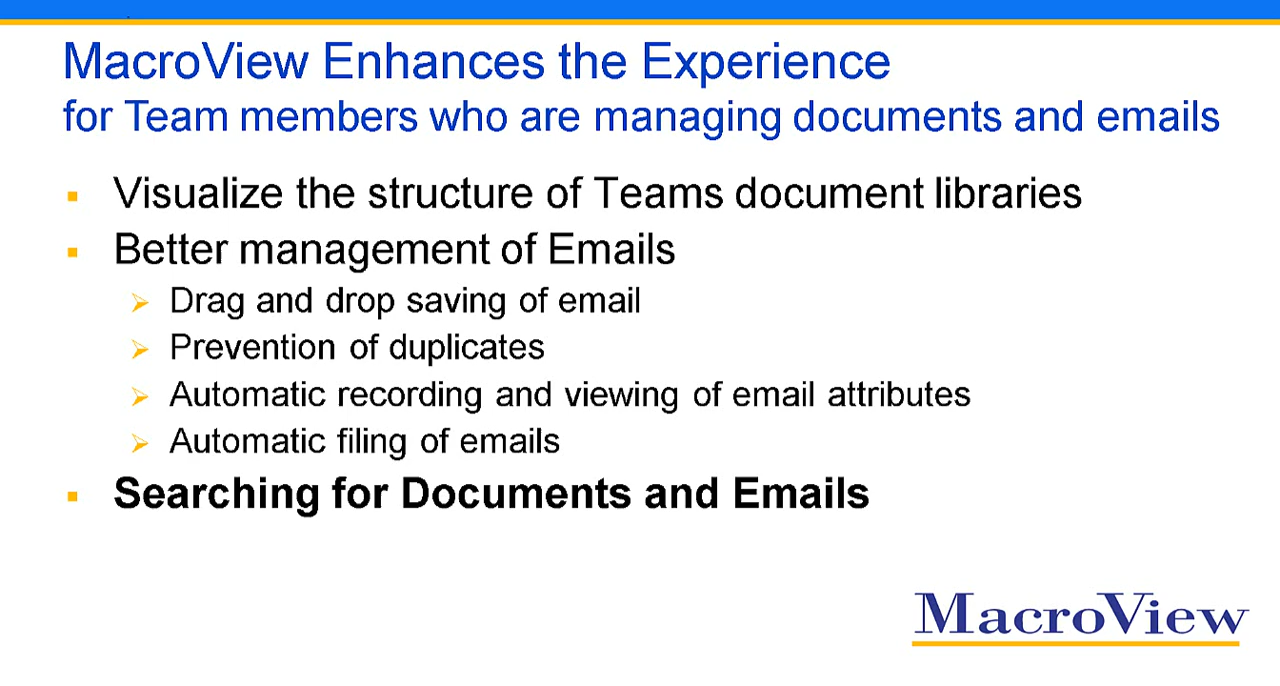 MacroView Enhances the Experience
for Team members who are managing documents and emails
Visualize the structure of Teams document libraries
Better management of Emails
Drag and drop saving of email
Prevention of duplicates
Automatic recording and viewing of email attributes
Automatic filing of emails
Searching for Documents and Emails
MacroView